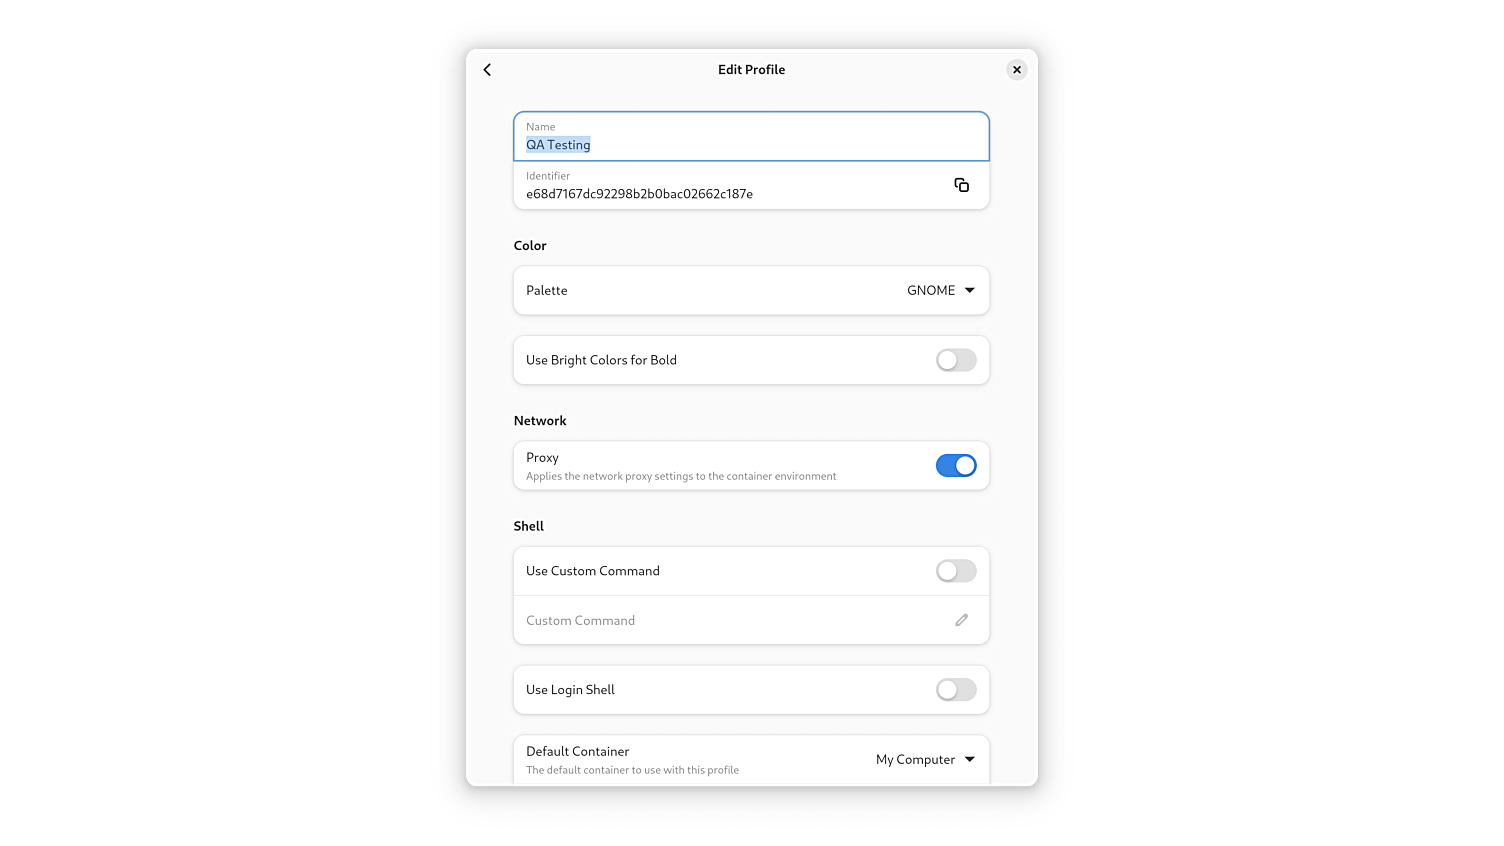 Edit Profile
Name
QA Testing
Identifier
e68d7167dc92298b2b0bac02662c187e
Color
Palette
GNOME
Use Bright Colors for Bold
Network
Proxy
Applies the network proxy settings to the container environment
Shell
Use Custom Command
Custom Command
Use Login Shell
Default Container
The default container to use with this profile
My Computer